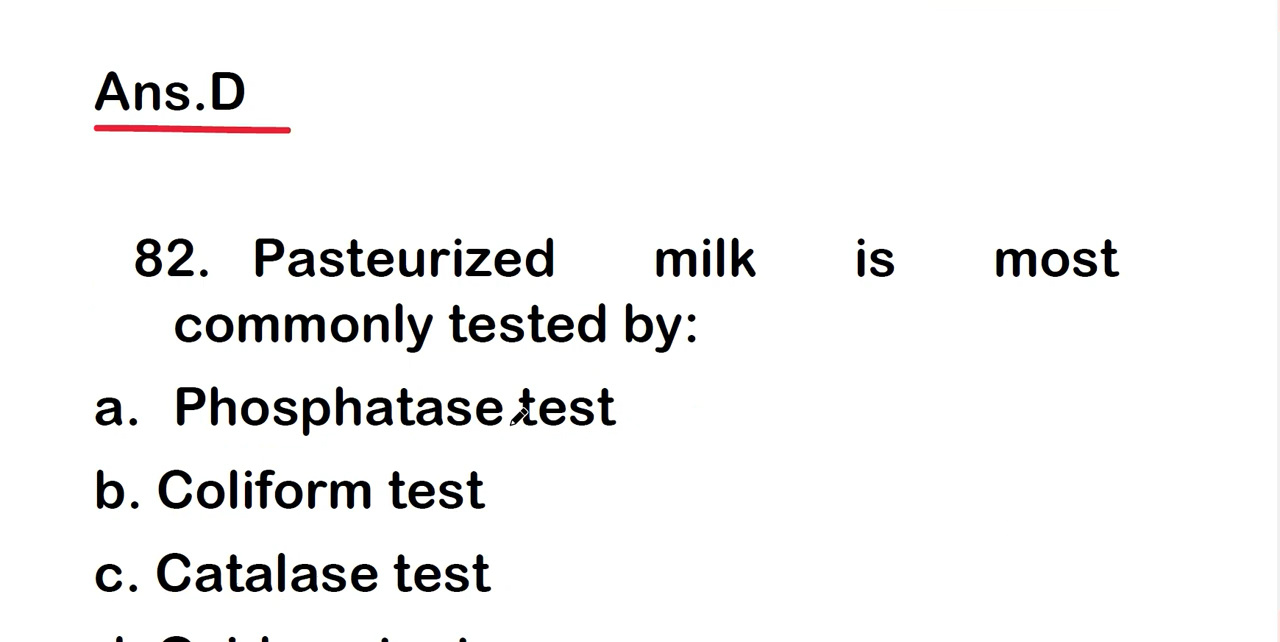 Ans.D
82. Pasteurized milk is most
commonly tested by:
a. Phosphatase test
b. Coliform test
c. Catalase test